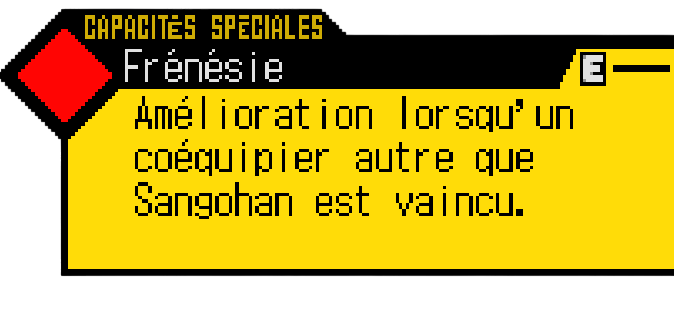 CAPACITÉS SPÉCIALES
Frénésie
E
Amélioration lorsqu'un
coéquipier autre que
Sangohan est vaincu.